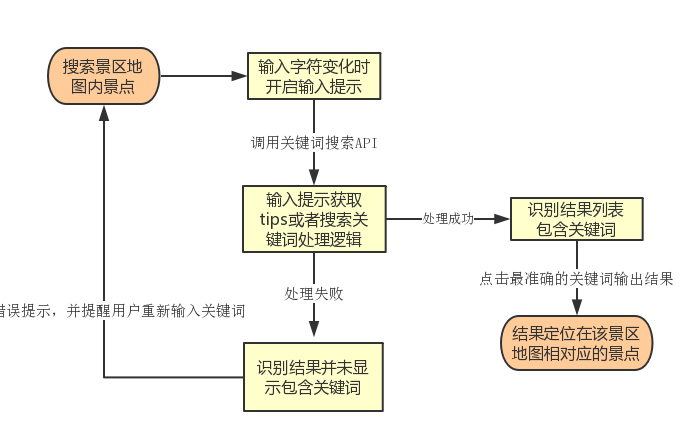 搜索景区地
图内景点
输入字符变化时
开启输入提示
调用关键词搜索API
输入提示获取
tips或者搜索关
键词处理逻辑
处理成功
识别结果列表
包含关键词
处理失败
点击最准确的关键词输出结果
错误提示，并提醒用户重新输入关键词
结果定位在该景区
地图相对应的景点
识别结果并未显
示包含关键词